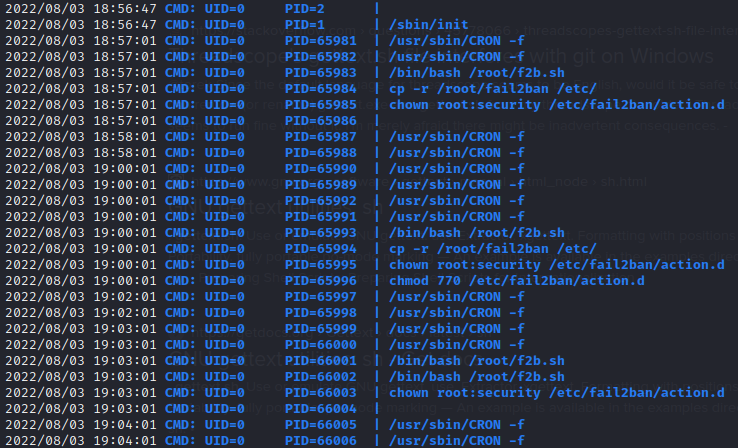 2022/08/03 18:56:47 CMD: UID=0 PID=2 |
2022/08/03 18:56:47 CMD: UID=0 PID=1 | /sbin/init
2022/08/03 18:57:01 CMD: UID=0 PID=65981 | /usr/sbin/CRON -f
2022/08/03 18:57:01 CMD: UID=0 PID=65982 | /usr/sbin/CRON -f
2022/08/03 18:57:01 CMD: UID=0 PID=65983 | /bin/bash /root/f2b.sh
2022/08/03 18:57:01 CMD: UID=0 PID=65984 | cp -r /root/fail2ban /etc/
2022/08/03 18:57:01 CMD: UID=0 PID=65985 | chown root:security /etc/fail2ban/action.d
2022/08/03 18:57:01 CMD: UID=0 PID=65986 |
2022/08/03 18:58:01 CMD: UID=0 PID=65987 | /usr/sbin/CRON -f
2022/08/03 18:58:01 CMD: UID=0 PID=65988 | /usr/sbin/CRON -f
2022/08/03 19:00:01 CMD: UID=0 PID=65990 | /usr/sbin/CRON -f
2022/08/03 19:00:01 CMD: UID=0 PID=65989 | /usr/sbin/CRON -f
2022/08/03 19:00:01 CMD: UID=0 PID=65992 | /usr/sbin/CRON -f
2022/08/03 19:00:01 CMD: UID=0 PID=65991 | /usr/sbin/CRON -f
2022/08/03 19:00:01 CMD: UID=0 PID=65993 | /bin/bash /root/f2b.sh
2022/08/03 19:00:01 CMD: UID=0 PID=65994 | cp -r /root/fail2ban /etc/
2022/08/03 19:00:01 CMD: UID=0 PID=65995 | chown root:security /etc/fail2ban/action.d
2022/08/03 19:00:01 CMD: UID=0 PID=65996 | chmod 770 /etc/fail2ban/action.d
2022/08/03 19:02:01 CMD: UID=0 PID=65997 | /usr/sbin/CRON -f
2022/08/03 19:02:01 CMD: UID=0 PID=65998 | /usr/sbin/CRON -f
2022/08/03 19:03:01 CMD: UID=0 PID=65999 | /usr/sbin/CRON -f
2022/08/03 19:03:01 CMD: UID=0 PID=66000 | /usr/sbin/CRON -f
2022/08/03 19:03:01 CMD: UID=0 PID=66001 | /bin/bash /root/f2b.sh
2022/08/03 19:03:01 CMD: UID=0 PID=66002 | /bin/bash /root/f2b.sh
2022/08/03 19:03:01 CMD: UID=0 PID=66003 | chown root:security /etc/fail2ban/action.d
2022/08/03 19:03:01 CMD: UID=0 PID=66004 |
2022/08/03 19:04:01 CMD: UID=0 PID=66005 | /usr/sbin/CRON -f
2022/08/03 19:04:01 CMD: UID=0 PID=66006 | /usr/sbin/CRON -f